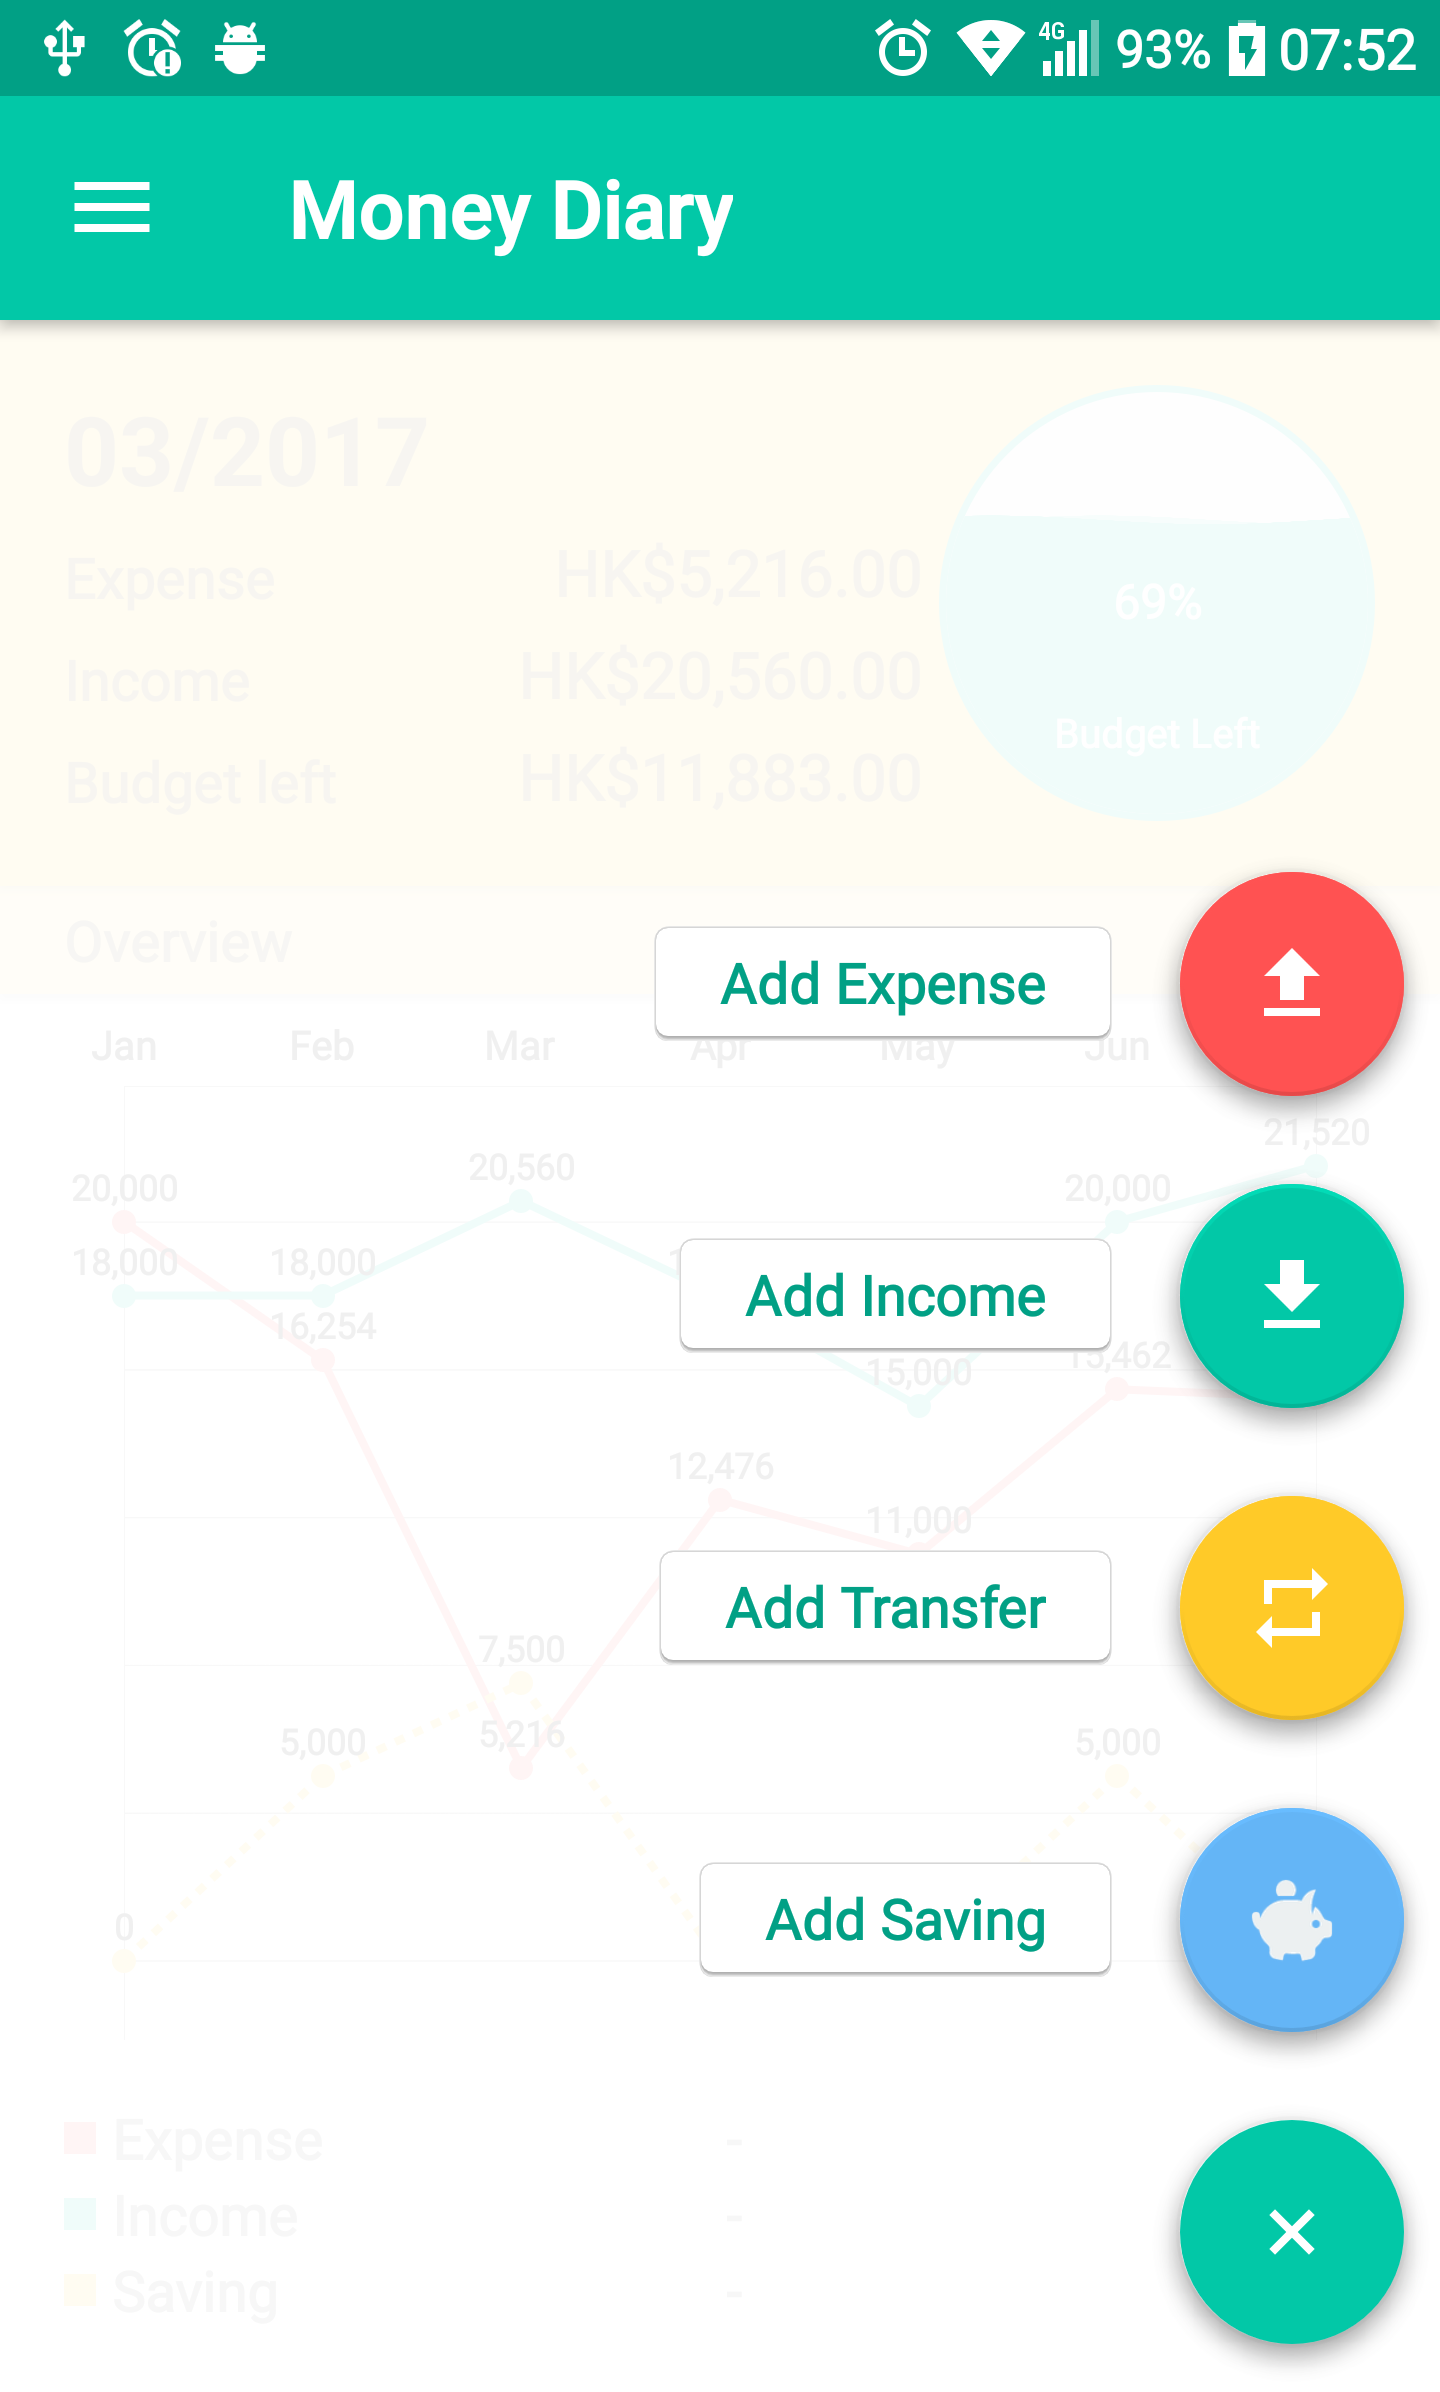 4G 93% 07:52
Money Diary
03/2017
Expense HK$5,216.00
Income HK$20,560.00
Budget left HK$11,883.00
69%
Budget Left
Overview
Add Expense
Jan Feb Mar Apr May Jun
21,520
20,000 20,560 20,000
18,000 18,000
Add Income
16,254
15,462
15,000
12,476
11,000
Add Transfer
7,500
5,216
5,000 5,000
Add Saving
0
Expense -
Income -
Saving -